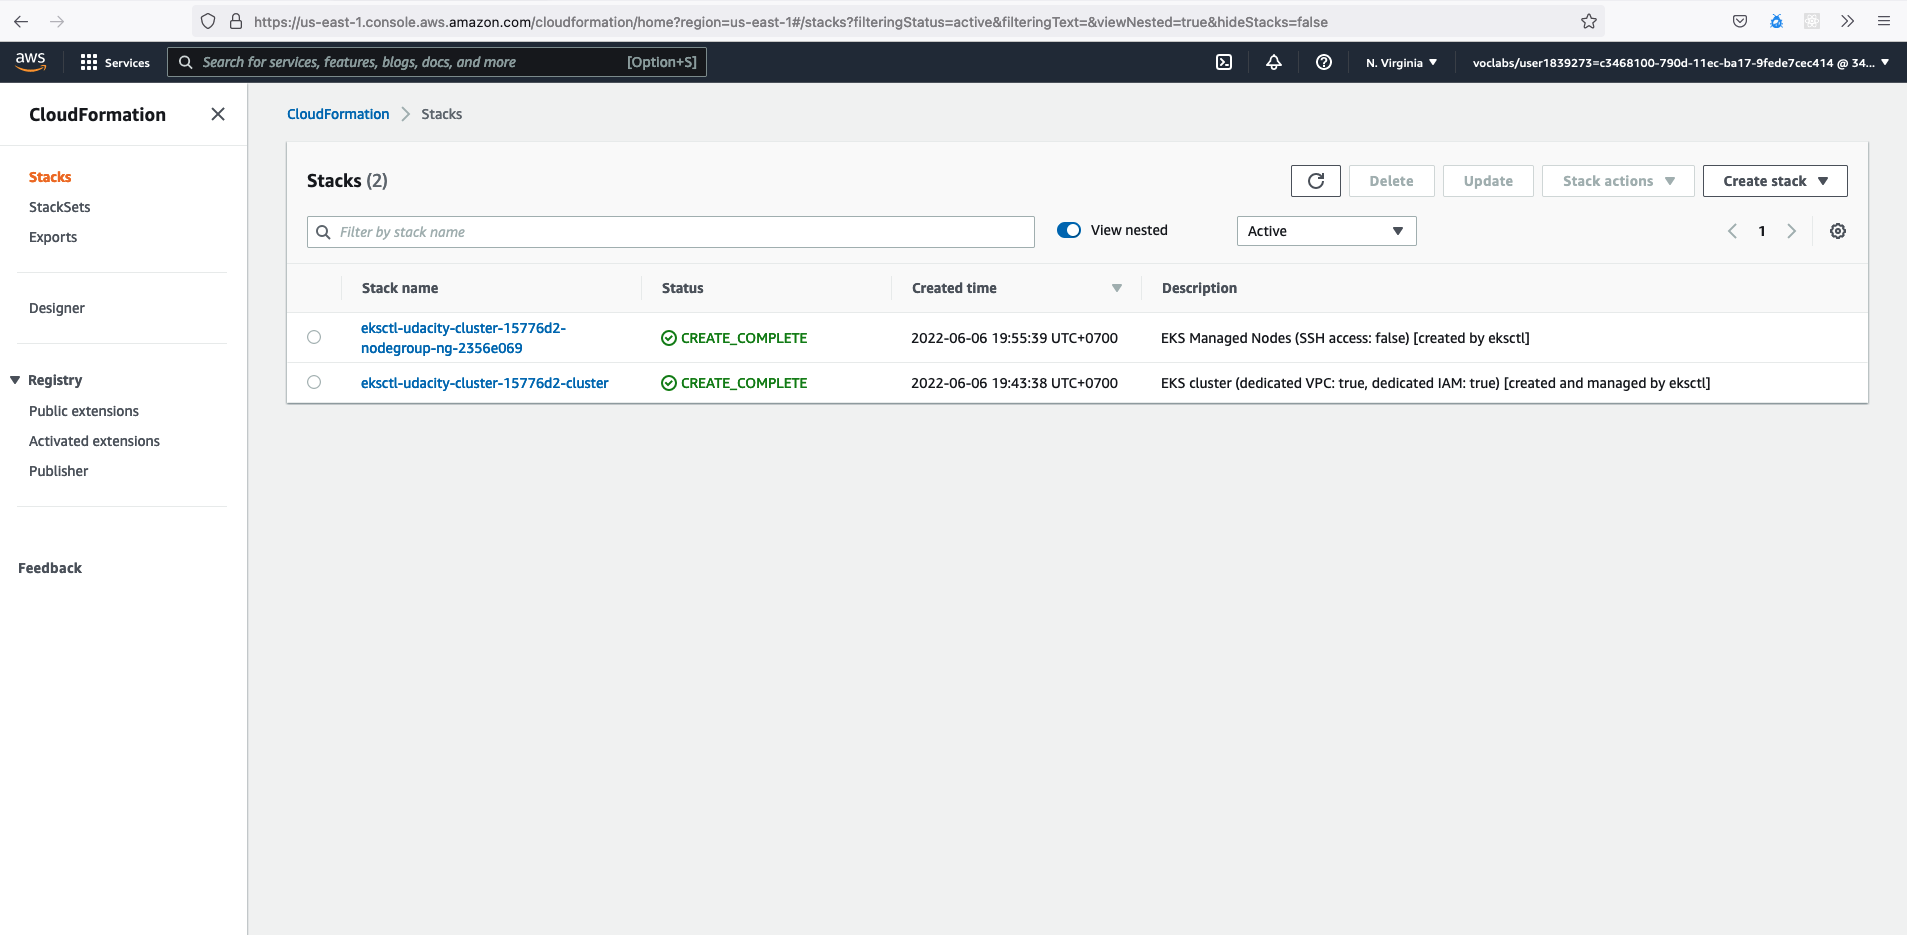 https://us-east-1.console.aws.amazon.com/cloudformation/home?region=us-east-1#/stacks?filteringStatus=active&filteringText=&viewNested=true&hideStacks=false
aws Services Search for services, features, blogs, docs, and more [Option+S] N. Virginia voclabs/user1839273=c3468100-790d-11ec-ba17-9fede7cec414 @ 34...
CloudFormation
Stacks
StackSets
Exports
Designer
Registry
Public extensions
Activated extensions
Publisher
Feedback
CloudFormation Stacks
Stacks (2) Delete Update Stack actions Create stack
Filter by stack name View nested Active 1
Stack name Status Created time Description
eksctl-udacity-cluster-15776d2-
nodegroup-ng-2356e069 CREATE_COMPLETE 2022-06-06 19:55:39 UTC+0700 EKS Managed Nodes (SSH access: false) [created by eksctl]
eksctl-udacity-cluster-15776d2-cluster CREATE_COMPLETE 2022-06-06 19:43:38 UTC+0700 EKS cluster (dedicated VPC: true, dedicated IAM: true) [created and managed by eksctl]